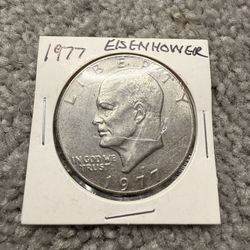 1977 EISENHOWER
LIBERTY
IN GOD WE
TRUST
1977